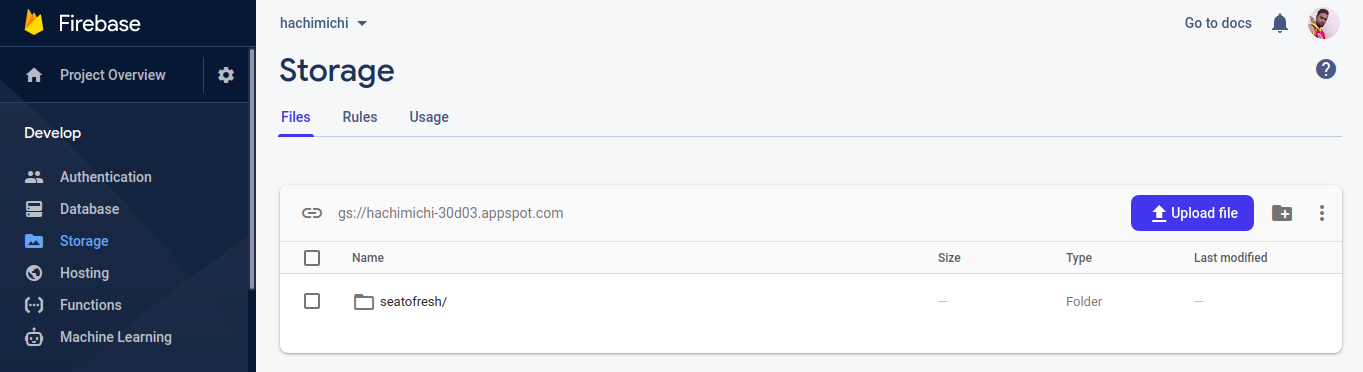 Firebase
hachimichi
Go to docs
Project Overview
Storage
Files Rules Usage
Develop
Authentication
Database
Storage
Hosting
Functions
Machine Learning
gs://hachimichi-30d03.appspot.com
Upload file
Name Size Type Last modified
seatofresh/ — Folder —